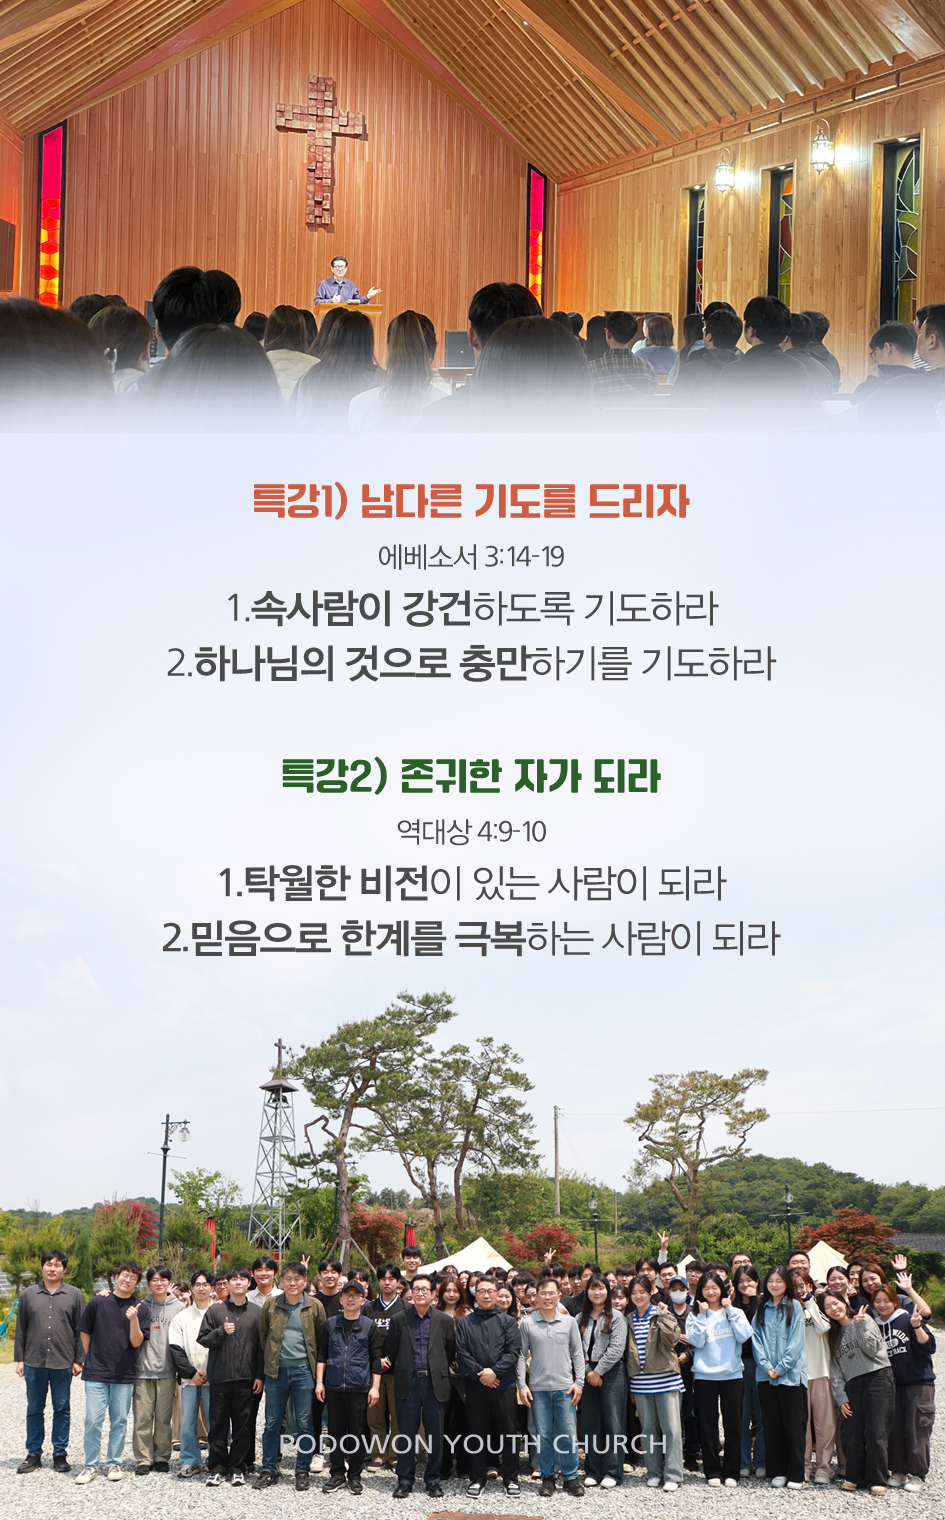 특강1) 남다른 기도를 드리자
에베소서 3:14-19
1.속사람이 강건하도록 기도하라
2.하나님의 것으로 충만하기를 기도하라
특강2) 존귀한 자가 되라
역대상 4:9-10
1.탁월한 비전이 있는 사람이 되라
2.믿음으로 한계를 극복하는 사람이 되라
PODOWON YOUTH CHURCH